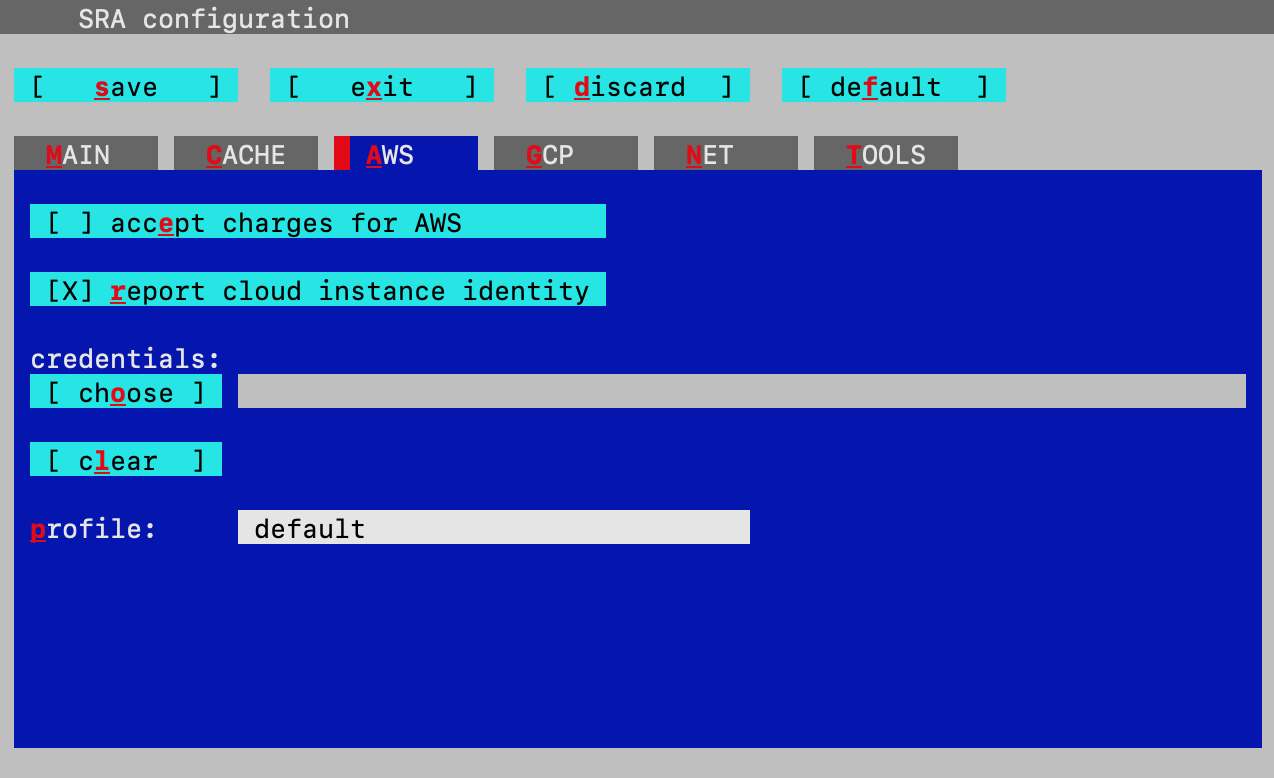 SRA configuration
[ save ] [ exit ] [ discard ] [ default ]
MAIN CACHE AWS GCP NET TOOLS
[ ] accept charges for AWS
[X] report cloud instance identity
credentials:
[ choose ]
[ clear ]
profile: default